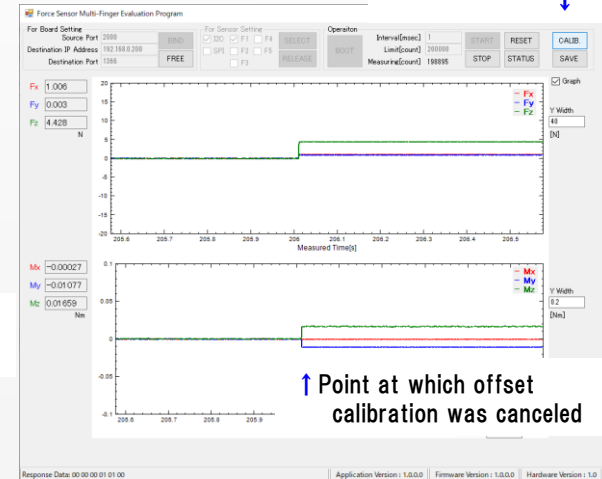 Force Sensor Multi-Finger Evaluation Program
For Board Setting
Source Port 2000 BIND
Destination IP Address 192.168.0.200
Destination Port 1366 FREE
For Sensor Setting
I2C F1 F4 SELECT
SPI F2 F5
F3 RELEASE
Operaiton
BOOT
Interval[msec] 1 START RESET
Limit[count] 200000
Measuring[count] 198895 STOP STATUS
CALIB.
SAVE
Fx 1.006
Fy 0.003
Fz 4.428
N
20
15
10
5
0
-5
-10
-15
-20
Fx
Fy
Fz
205.6 205.7 205.8 205.9 206 206.1 206.2 206.3 206.4 206.5
Measured Time[s]
Graph
Y Width
40
[N]
Mx -0.00027
My -0.01077
Mz 0.01659
Nm
0.1
0.05
0
-0.05
-0.1
Mx
My
Mz
205.6 205.7 205.8 205.9
Y Width
0.2
[Nm]
↑Point at which offset
calibration was canceled
Response Data: 00 00 00 01 01 00
Application Version : 1.0.0.0 Firmware Version : 1.0.0.0 Hardware Version : 1.0